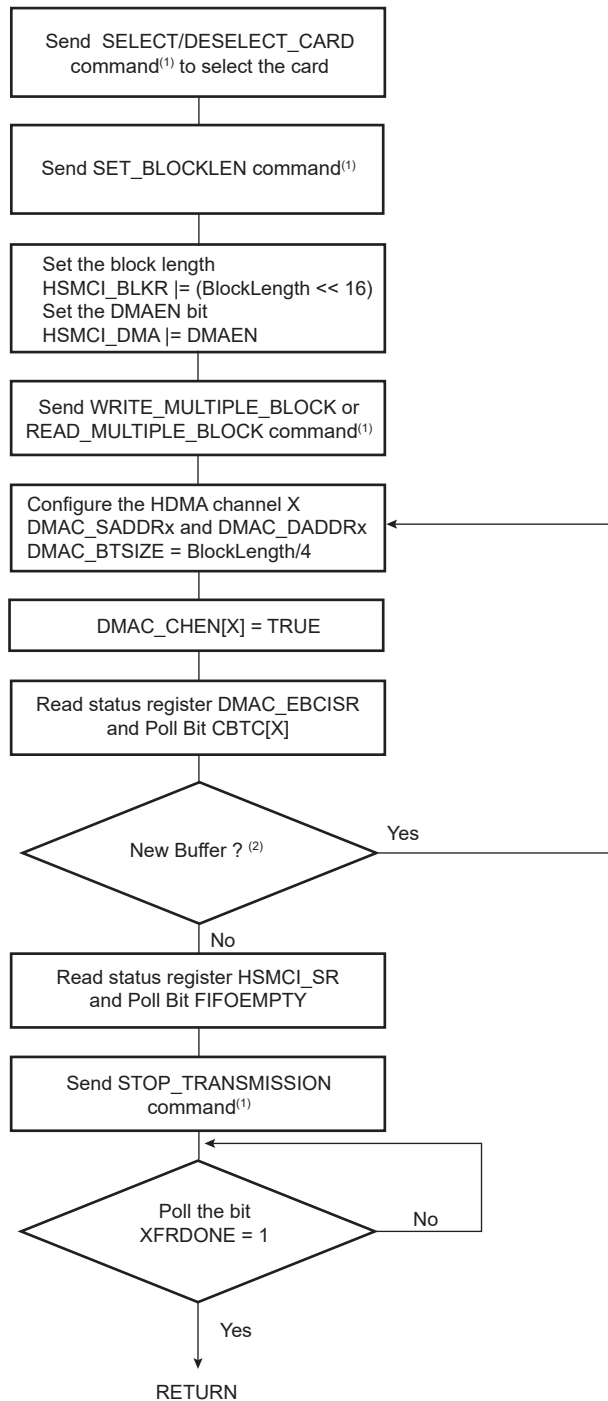 Send SELECT/DESELECT_CARD
command(1) to select the card
Send SET_BLOCKLEN command(1)
Set the block length
HSMCI_BLKR |= (BlockLength << 16)
Set the DMAEN bit
HSMCI_DMA |= DMAEN
Send WRITE_MULTIPLE_BLOCK or
READ_MULTIPLE_BLOCK command(1)
Configure the HDMA channel X
DMAC_SADDRx and DMAC_DADDRx
DMAC_BTSIZE = BlockLength/4
DMAC_CHEN[X] = TRUE
Read status register DMAC_EBCISR
and Poll Bit CBTC[X]
New Buffer ? (2)
Yes
No
Read status register HSMCI_SR
and Poll Bit FIFOEMPTY
Send STOP_TRANSMISSION
command(1)
Poll the bit
XFRDONE = 1
No
Yes
RETURN